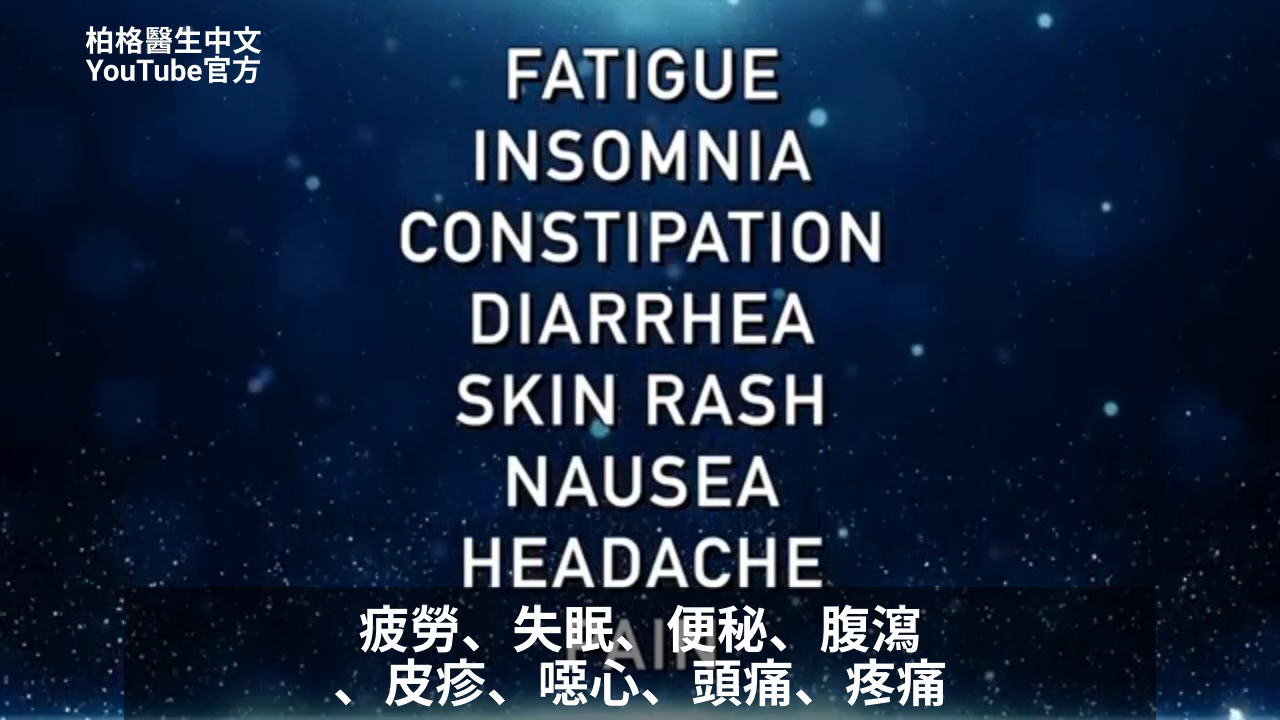 柏格醫生中文
YouTube官方
FATIGUE
INSOMNIA
CONSTIPATION
DIARRHEA
SKIN RASH
NAUSEA
HEADACHE
PAIN
疲勞、失眠、便秘、腹瀉
、皮疹、噁心、頭痛、疼痛